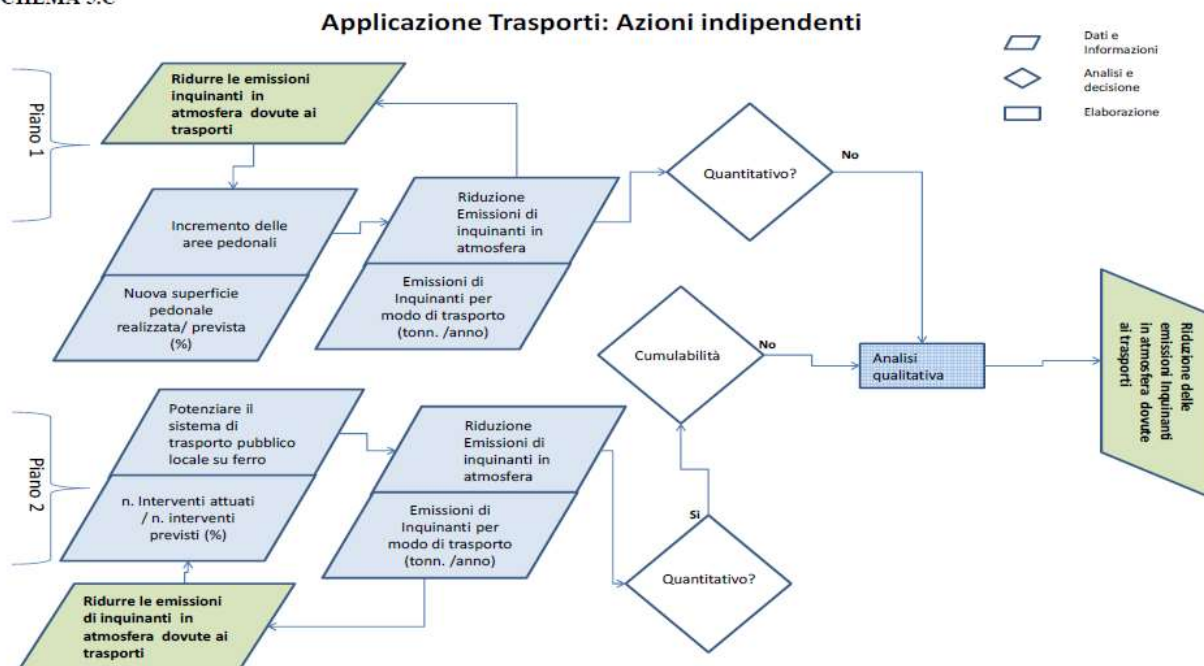 CHEMA 5.C
Applicazione Trasporti: Azioni indipendenti
Dati e
Informazioni
Analisi e
decisione
Elaborazione
Piano 1
Ridurre le emissioni
inquinanti in
atmosfera dovute ai
trasporti
Incremento delle
aree pedonali
Nuova superficie
pedonale
realizzata/ prevista
(%)
Riduzione
Emissioni di
inquinanti in
atmosfera
Emissioni di
Inquinanti per
modo di trasporto
(tonn. /anno)
Quantitativo?
No
Cumulabilità
No
Analisi
qualitativa
Riduzione delle
emissioni Inquinanti
in atmosfera dovute
ai trasporti
Piano 2
Potenziare il
sistema di
trasporto pubblico
locale su ferro
n. Interventi attuati
/ n. interventi
previsti (%)
Riduzione
Emissioni di
inquinanti in
atmosfera
Emissioni di
Inquinanti per
modo di trasporto
(tonn. /anno)
Sì
Quantitativo?
Ridurre le emissioni
di inquinanti in
atmosfera dovute ai
trasporti